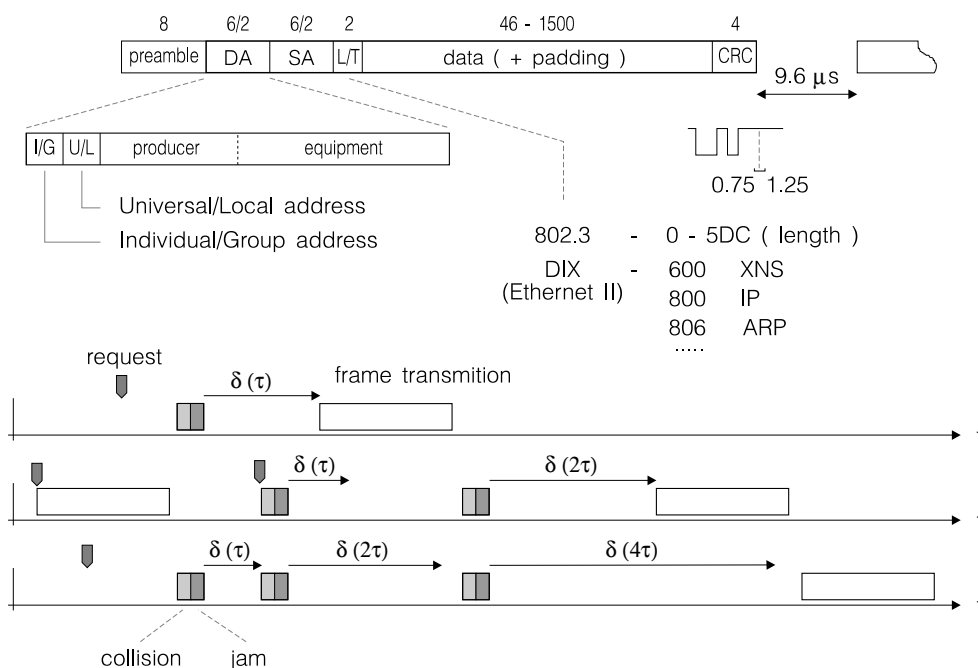 8 6/2 6/2 2 46 - 1500 4
preamble DA SA L/T data ( + padding ) CRC
9.6 μs
I/G U/L producer equipment
0.75 1.25
Universal/Local address
Individual/Group address
802.3 - 0 - 5DC ( length )
DIX - 600 XNS
(Ethernet II)
800 IP
806 ARP
.....
request
δ (τ) frame transmition
δ (τ) δ (2τ)
δ (τ) δ (2τ) δ (4τ)
collision jam